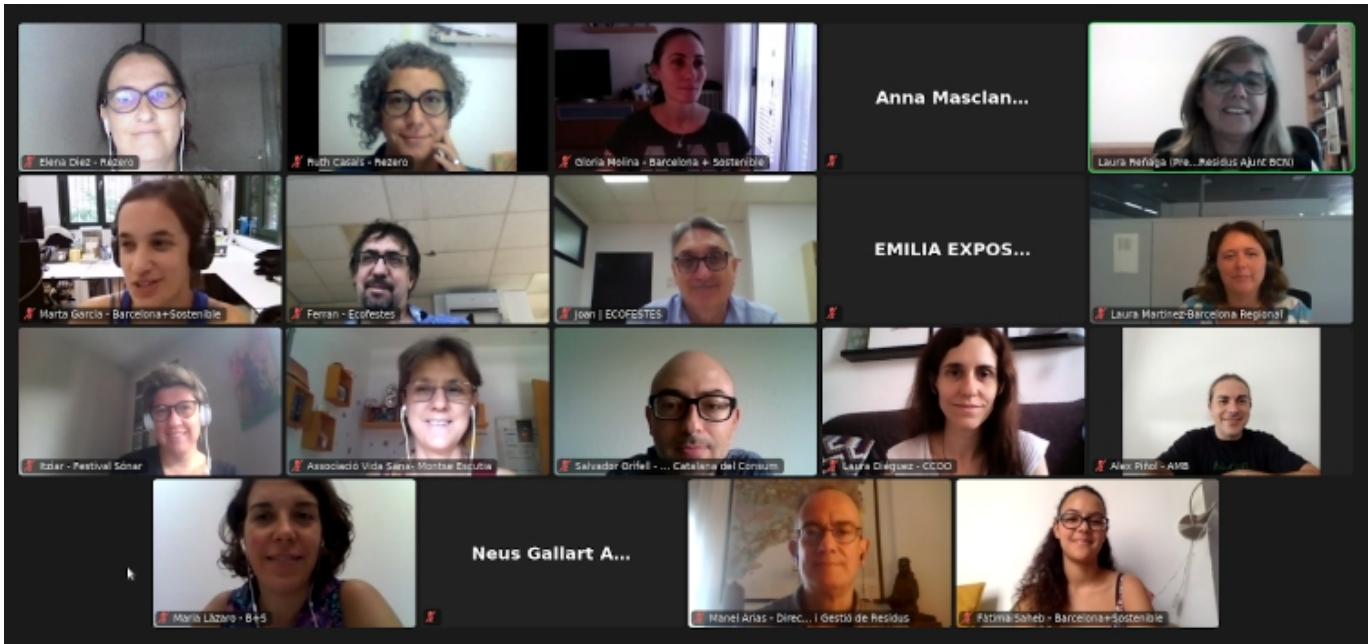 Elena Diez - Rezero
Ruth Casals - Rezero
Gloria Molina - Barcelona + Sostenible
Anna Masclan...
Laura Reñaga (Pre...Residus Ajunt BCN)
Marta Garcia - Barcelona+Sostenible
Ferran - Ecofestes
Joan | ECOFESTES
EMILIA EXPOS...
Laura Martinez-Barcelona Regional
Itziar - Festival Sónar
Associació Vida Sana- Montse Escutia
Salvador Grifell - ... Catalana del Consum
Laura Diéguez - CCOO
Alex Piñol - AMB
Maria Lázaro - B+S
Neus Gallart A...
Manel Arias - Direc... i Gestió de Residus
Fàtima Saheb - Barcelona+Sostenible